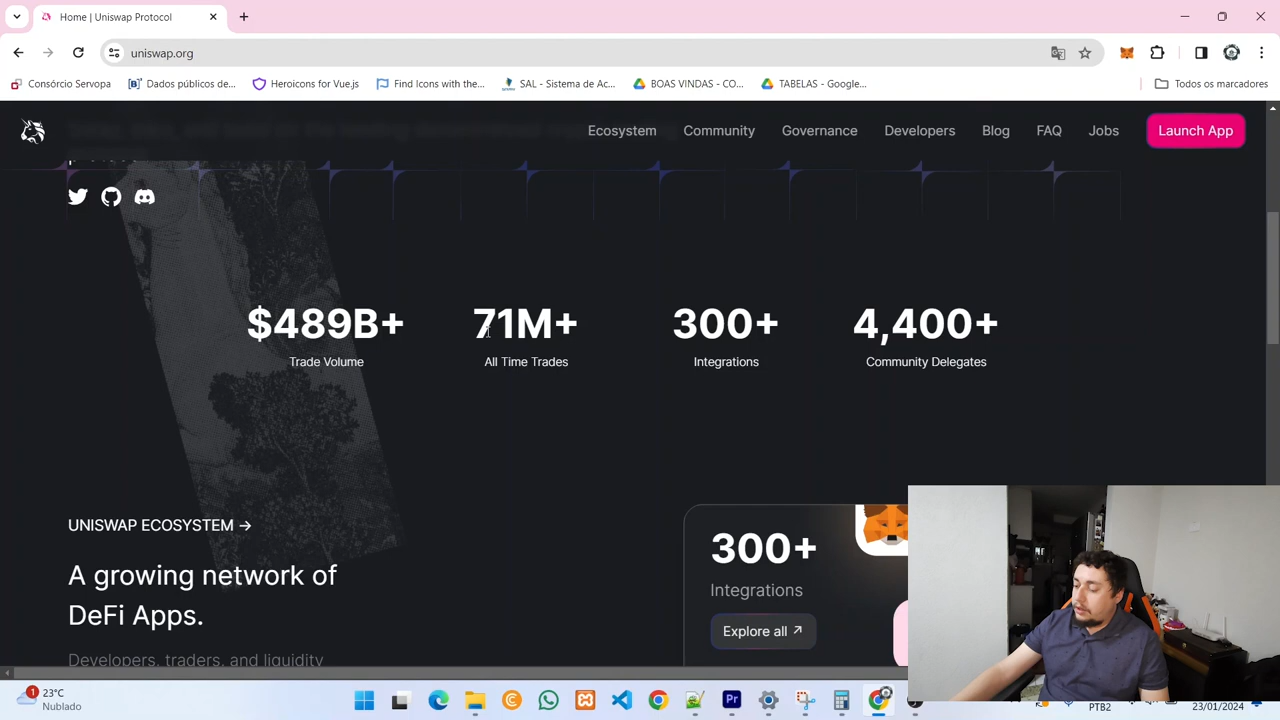 Home | Uniswap Protocol
uniswap.org
Consórcio Servopa
Dados públicos de...
Heroicons for Vue.js
Find Icons with the...
SAL - Sistema de Ac...
BOAS VINDAS - CO...
TABELAS - Google...
Todos os marcadores
Ecosystem
Community
Governance
Developers
Blog
FAQ
Jobs
Launch App
$489B+
Trade Volume
71M+
All Time Trades
300+
Integrations
4,400+
Community Delegates
UNISWAP ECOSYSTEM →
A growing network of
DeFi Apps.
Developers, traders, and liquidity
300+
Integrations
Explore all ↗
1
23°C
Nublado
Pr
PTB2
23/01/2024